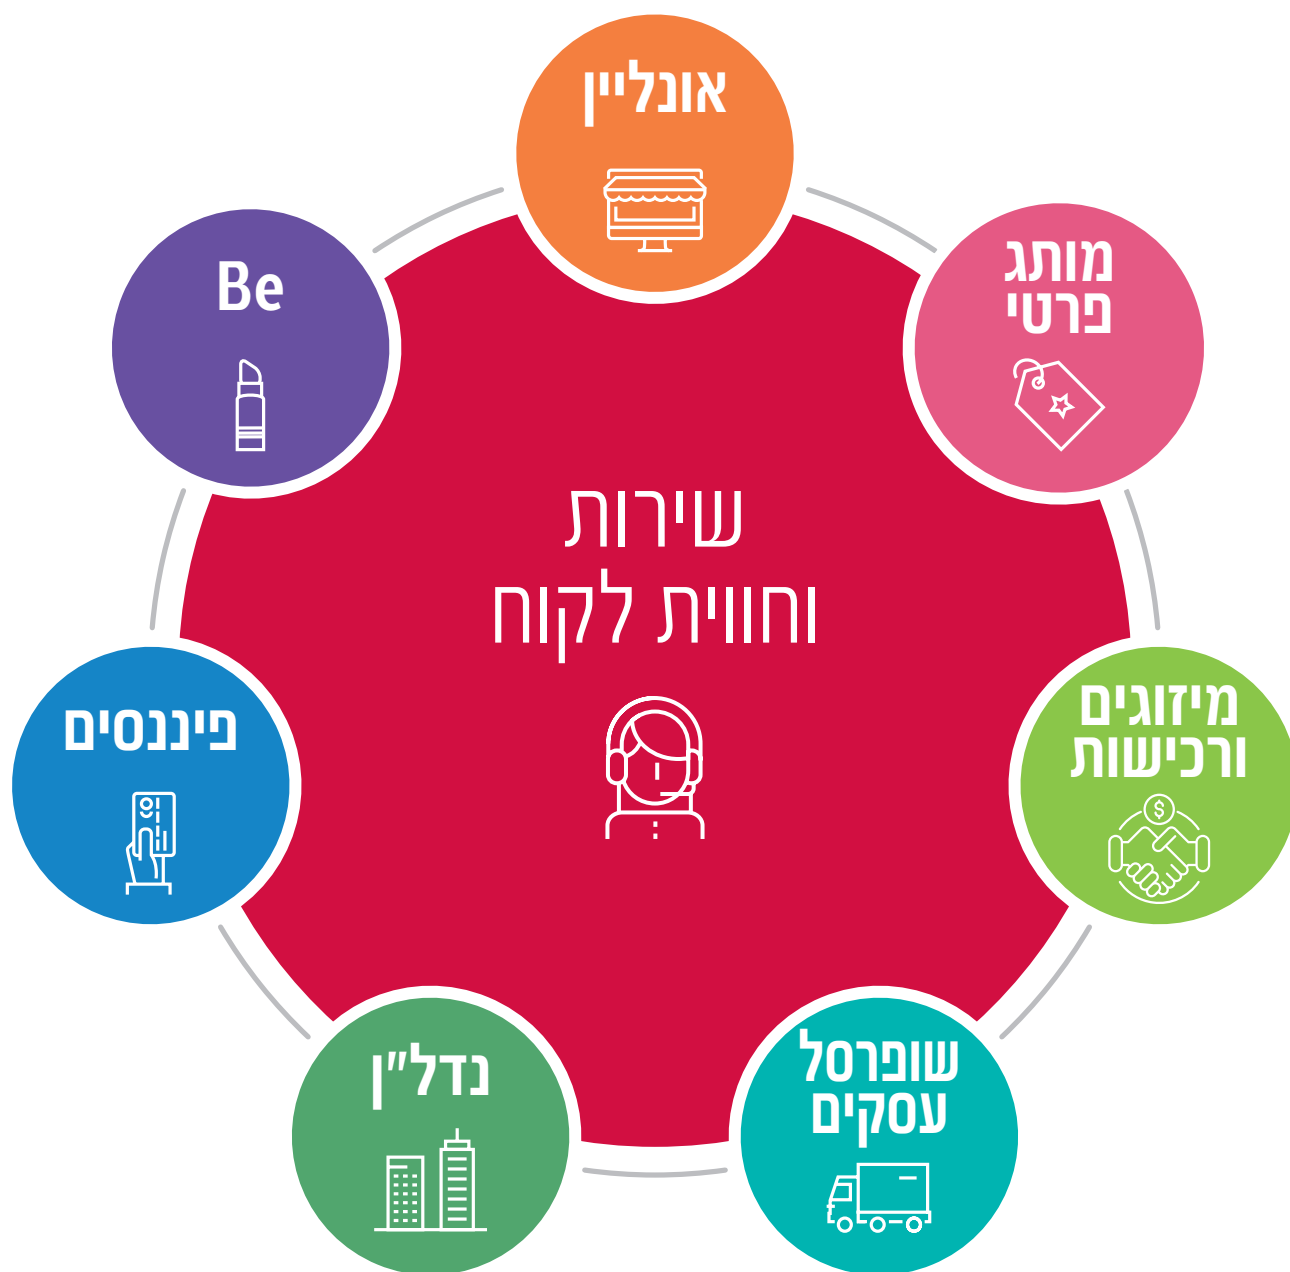 אונליין
מותג
פרטי
מיזוגים
ורכישות
שופרסל
עסקים
נדל"ן
פיננסים
Be
שירות
וחווית לקוח